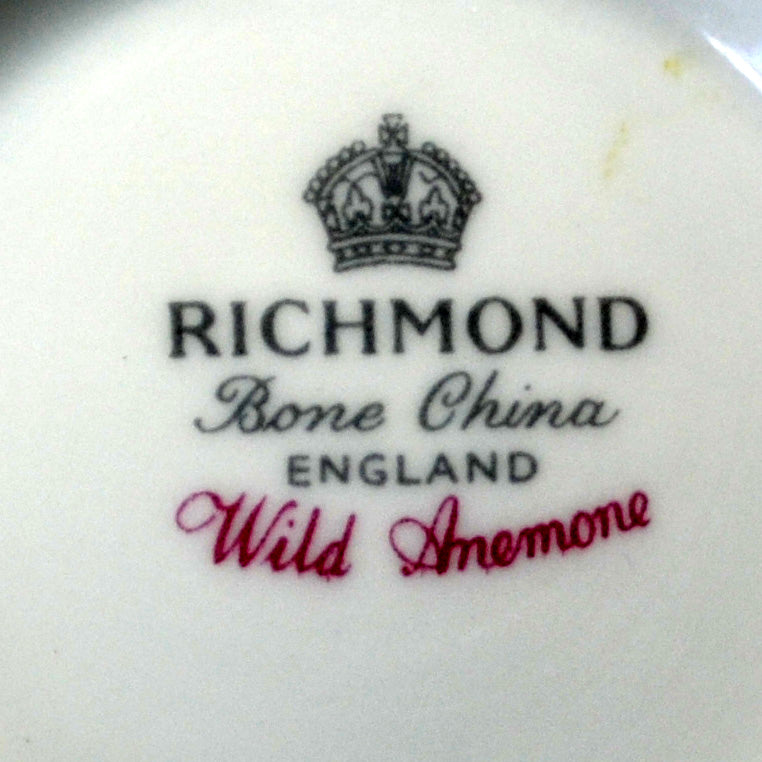 RICHMOND
Bone China
ENGLAND
Wild Anemone